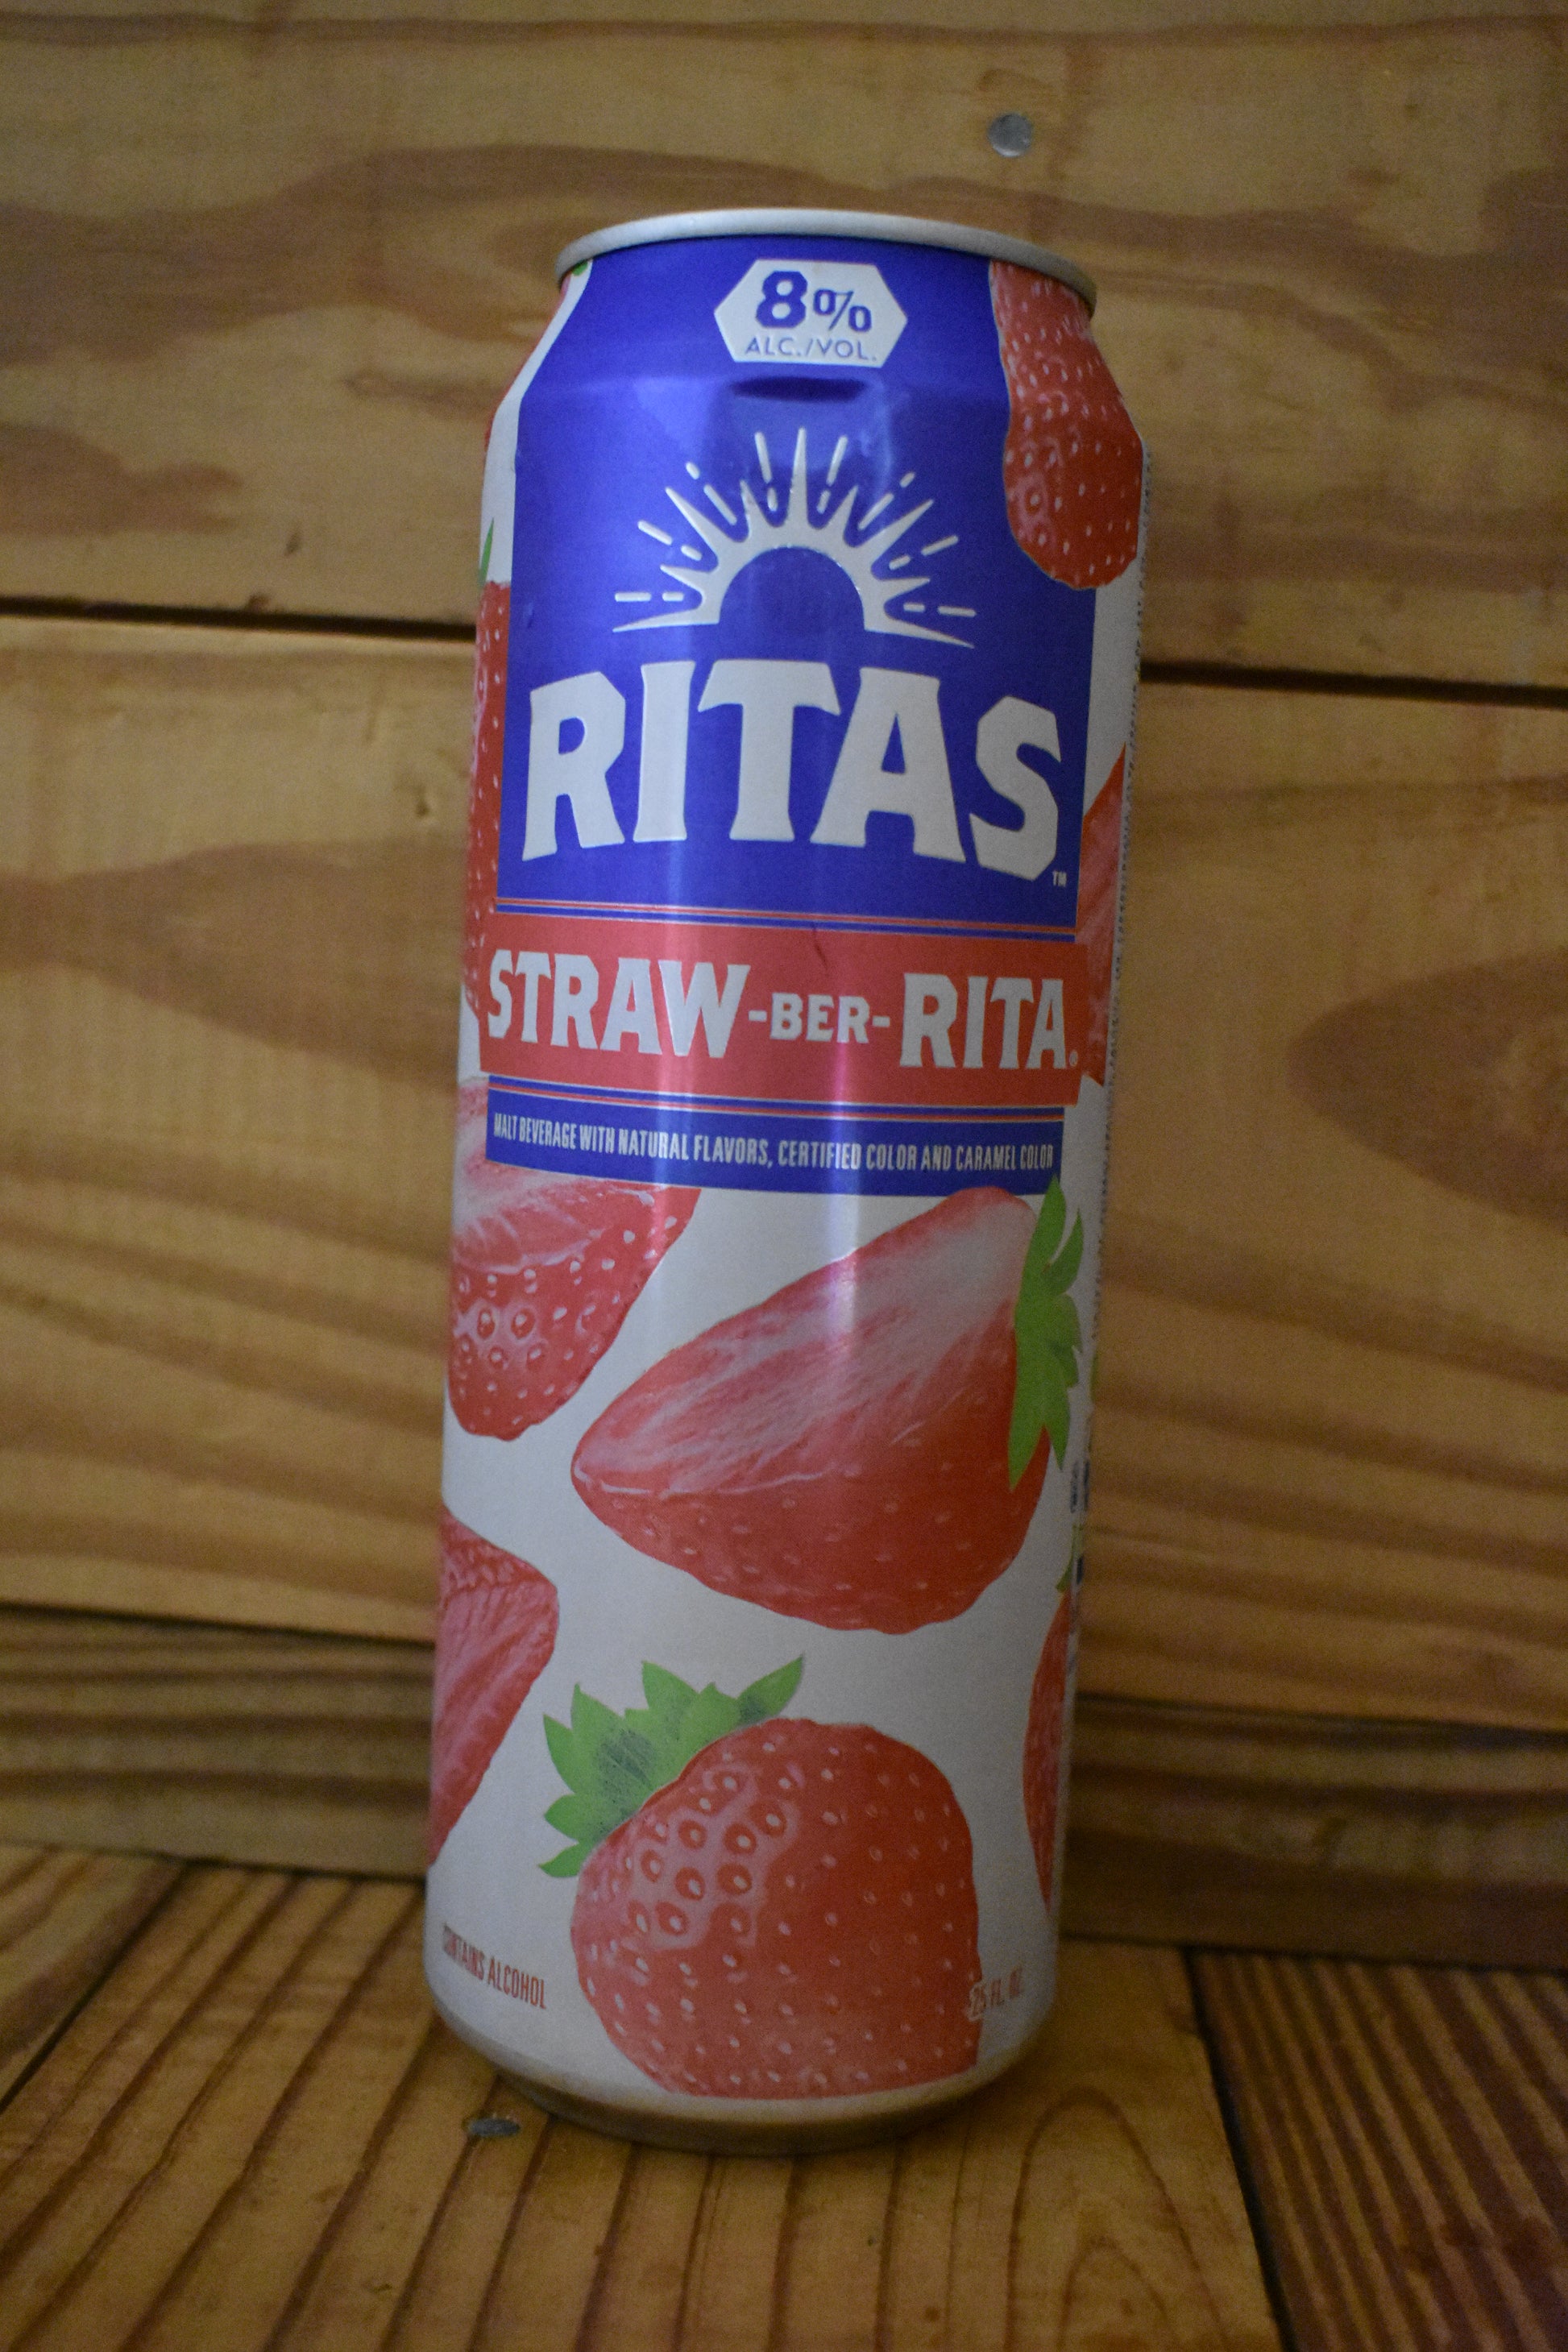 8%
ALC./VOL.
RITAS™
STRAW-BER-RITA®
MALT BEVERAGE WITH NATURAL FLAVORS, CERTIFIED COLOR AND CARAMEL COLOR
CONTAINS ALCOHOL
25 FL. OZ.